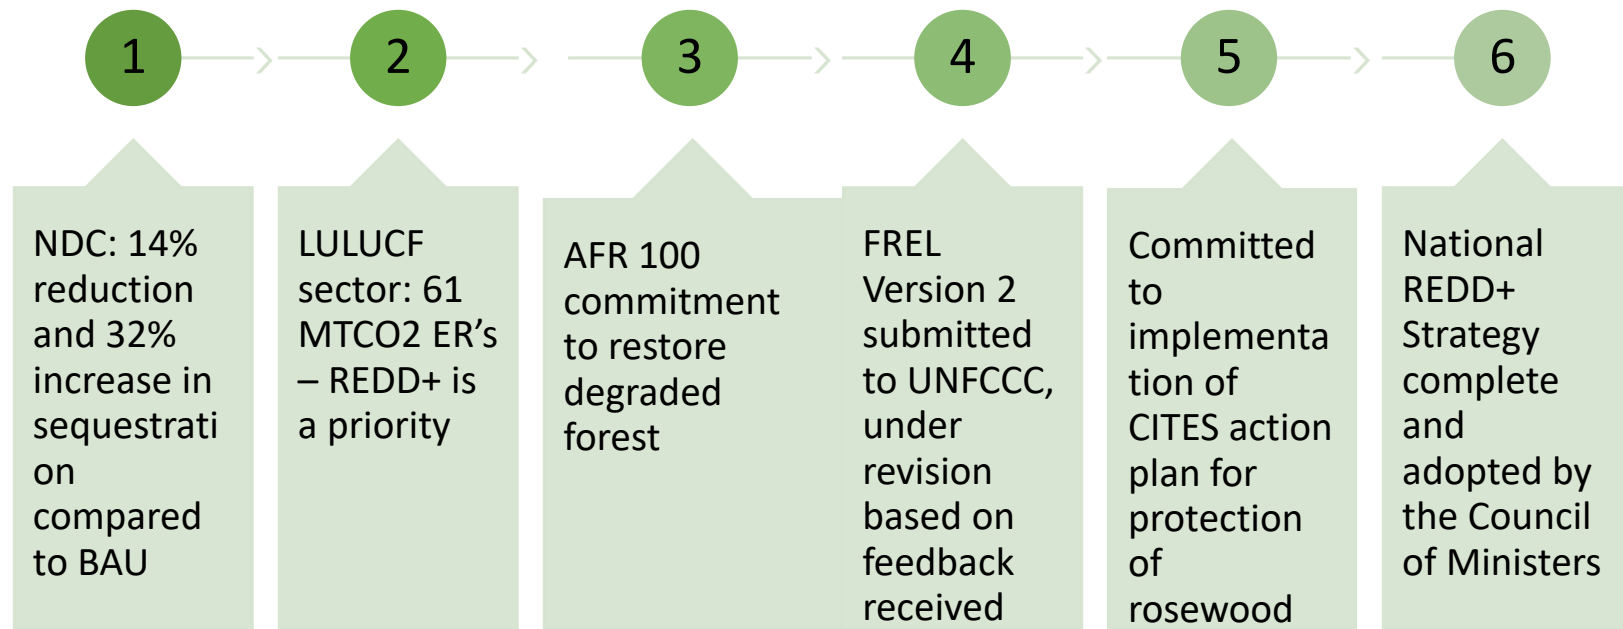 1
2
3
4
5
6
NDC: 14%
reduction
and 32%
increase in
sequestrati
on
compared
to BAU
LULUCF
sector: 61
MTCO2 ER’s
– REDD+ is
a priority
AFR 100
commitment
to restore
degraded
forest
FREL
Version 2
submitted
to UNFCCC,
under
revision
based on
feedback
received
Committed
to
implementa
tion of
CITES action
plan for
protection
of
rosewood
National
REDD+
Strategy
complete
and
adopted by
the Council
of Ministers